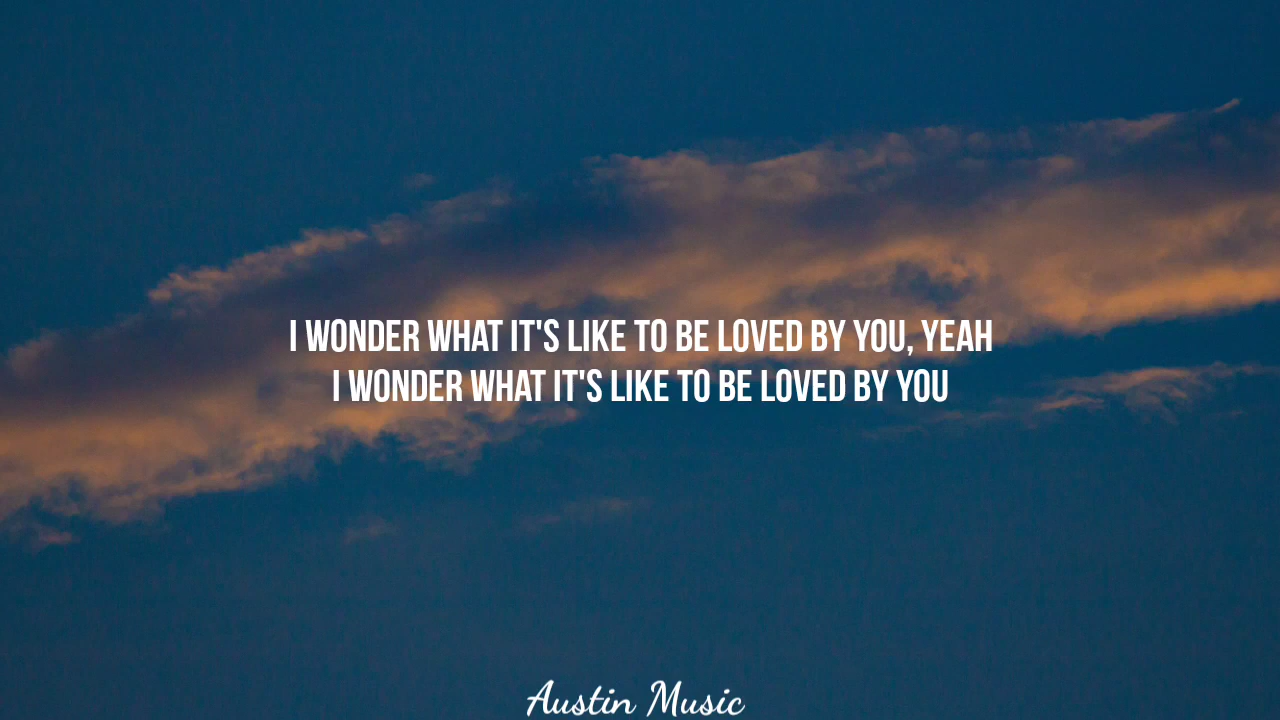 I WONDER WHAT IT'S LIKE TO BE LOVED BY YOU, YEAH
I WONDER WHAT IT'S LIKE TO BE LOVED BY YOU
Austin Music